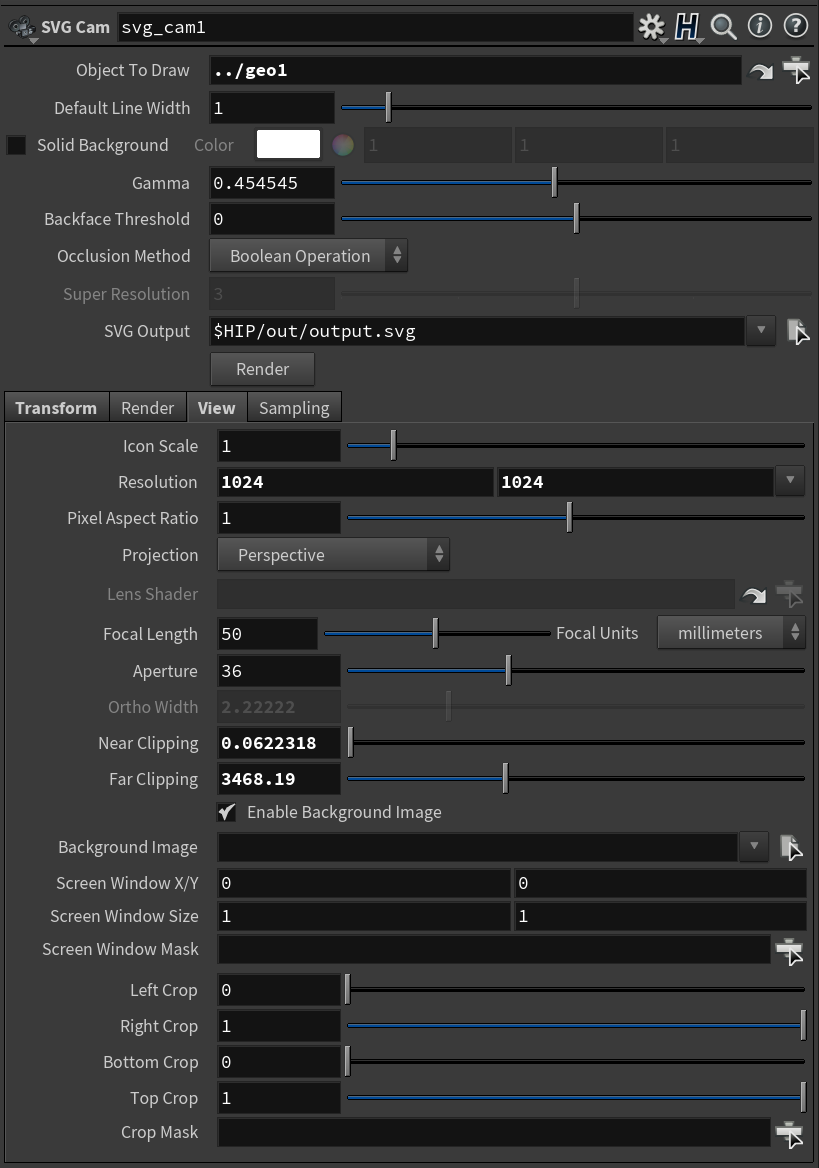 SVG Cam svg_cam1
Object To Draw ../geo1
Default Line Width 1
Solid Background Color 1 1 1
Gamma 0.454545
Backface Threshold 0
Occlusion Method Boolean Operation
Super Resolution 3
SVG Output $HIP/out/output.svg
Render
Transform Render View Sampling
Icon Scale 1
Resolution 1024 1024
Pixel Aspect Ratio 1
Projection Perspective
Lens Shader
Focal Length 50 Focal Units millimeters
Aperture 36
Ortho Width 2.22222
Near Clipping 0.0622318
Far Clipping 3468.19
Enable Background Image
Background Image
Screen Window X/Y 0 0
Screen Window Size 1 1
Screen Window Mask
Left Crop 0
Right Crop 1
Bottom Crop 0
Top Crop 1
Crop Mask